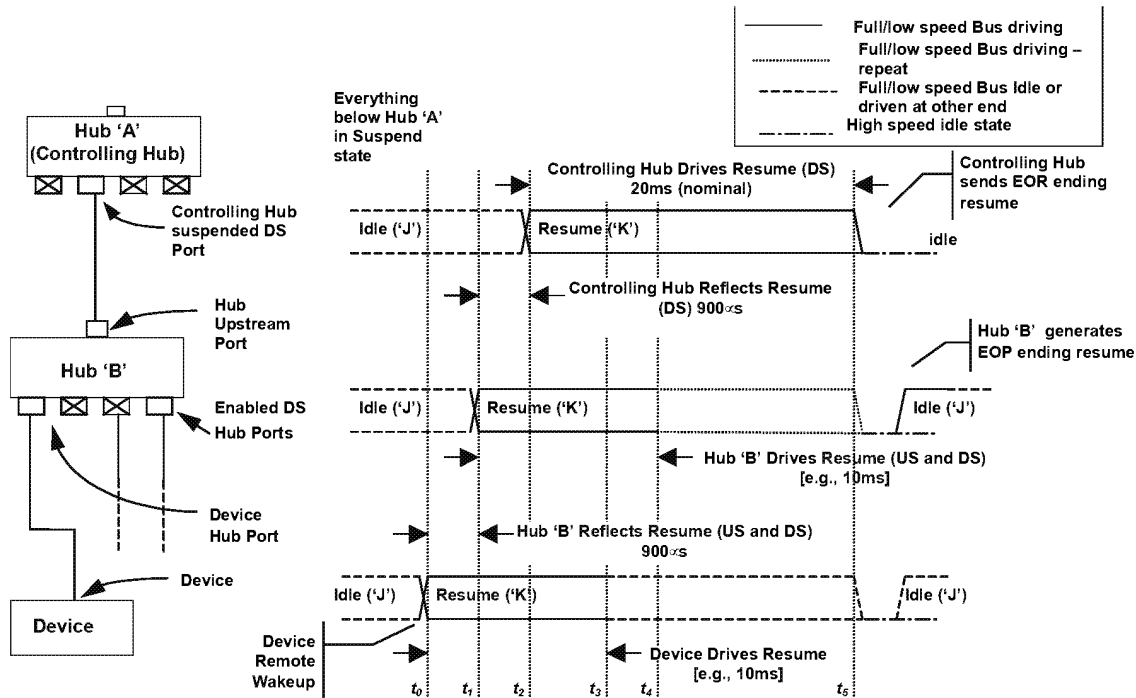 Full/low speed Bus driving
Full/low speed Bus driving –
repeat
Full/low speed Bus Idle or
driven at other end
High speed idle state
Hub 'A'
(Controlling Hub)
Controlling Hub
suspended DS
Port
Hub
Upstream
Port
Hub 'B'
Enabled DS
Hub Ports
Device
Hub Port
Device
Device
Everything
below Hub 'A'
in Suspend
state
Controlling Hub Drives Resume (DS)
20ms (nominal)
Controlling Hub
sends EOR ending
resume
Idle ('J')
Resume ('K')
idle
Controlling Hub Reflects Resume
(DS) 900∝s
Hub 'B' generates
EOP ending resume
Idle ('J')
Resume ('K')
Idle ('J')
Hub 'B' Drives Resume (US and DS)
[e.g., 10ms]
Hub 'B' Reflects Resume (US and DS)
900∝s
Idle ('J')
Resume ('K')
Idle ('J')
Device
Remote
Wakeup
Device Drives Resume
[e.g., 10ms]
t0 t1 t2 t3 t4 t5